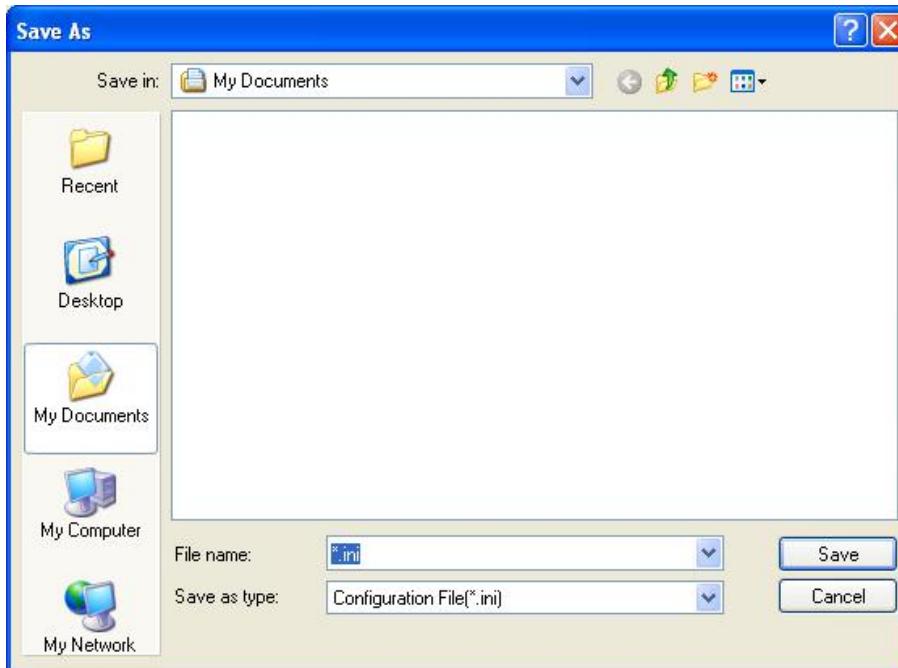 Save As
Save in: My Documents
Recent
Desktop
My Documents
My Computer
My Network
File name: *.ini Save
Save as type: Configuration File(*.ini) Cancel